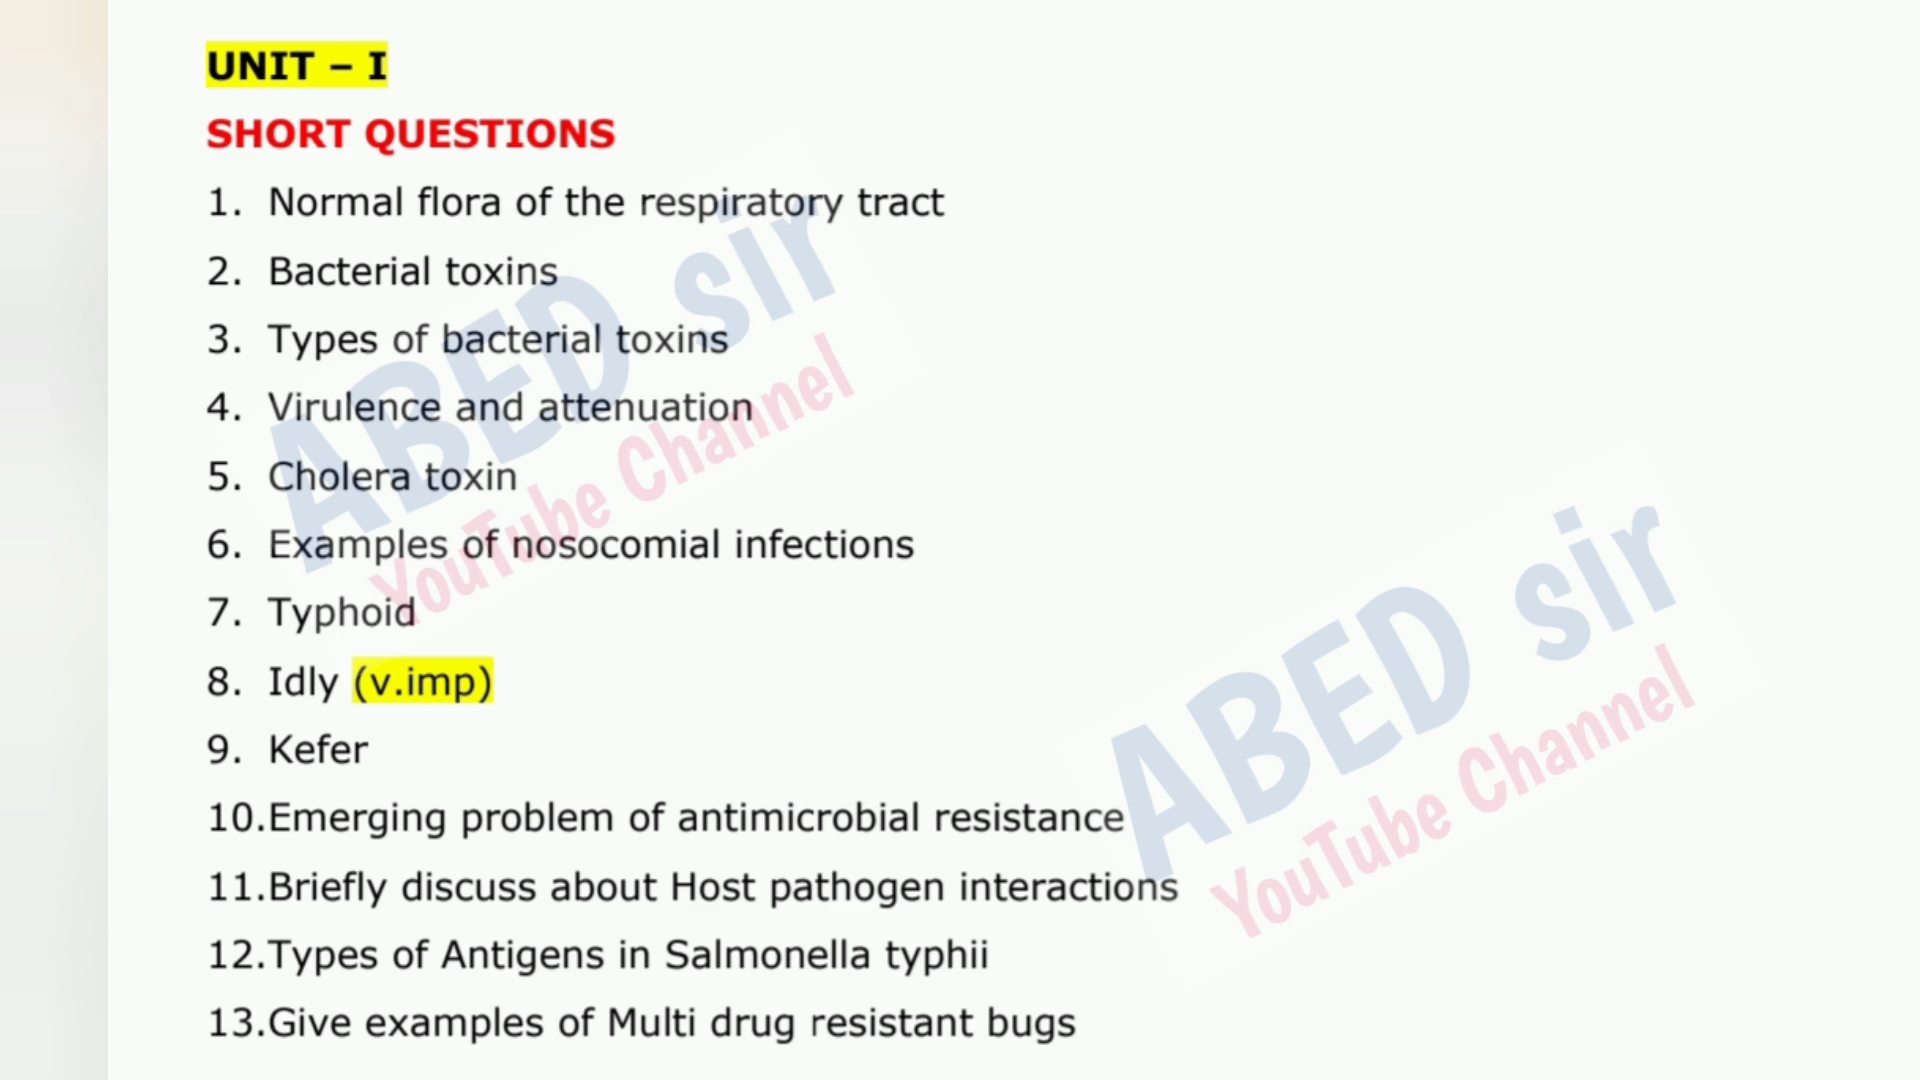 UNIT – I
SHORT QUESTIONS
1. Normal flora of the respiratory tract
2. Bacterial toxins
3. Types of bacterial toxins
4. Virulence and attenuation
5. Cholera toxin
6. Examples of nosocomial infections
7. Typhoid
8. Idly (v.imp)
9. Kefer
10.Emerging problem of antimicrobial resistance
11.Briefly discuss about Host pathogen interactions
12.Types of Antigens in Salmonella typhii
13.Give examples of Multi drug resistant bugs
ABED sir
YouTube Channel
ABED sir
YouTube Channel